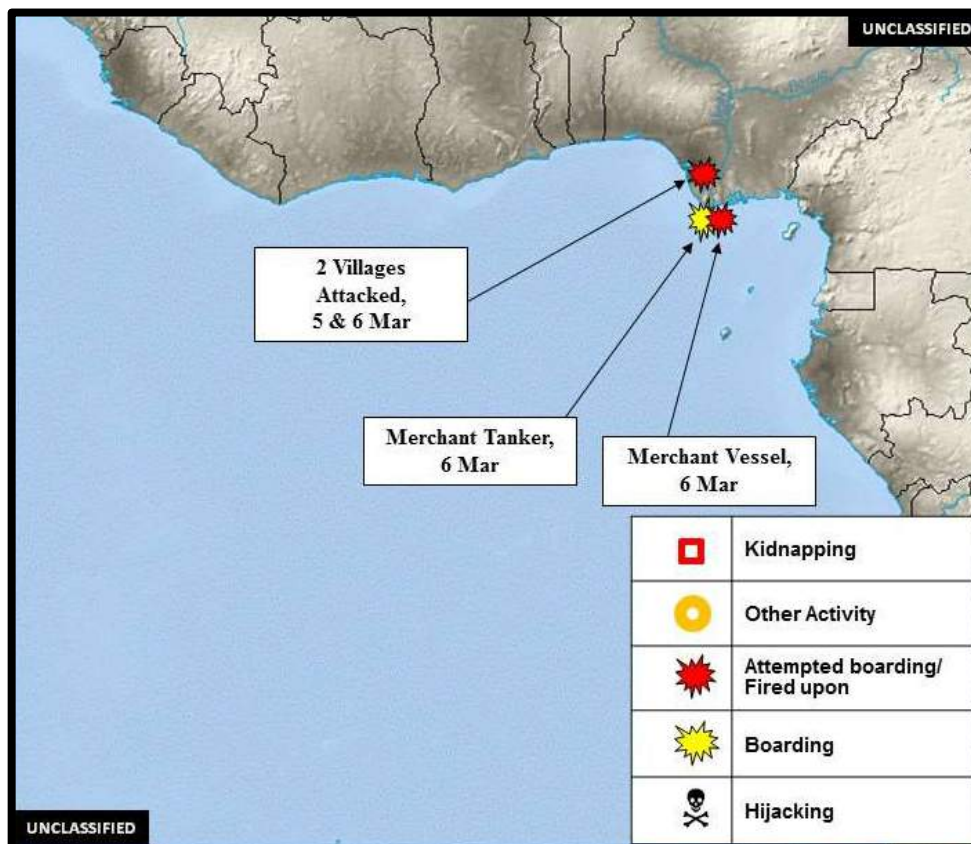 UNCLASSIFIED
2 Villages
Attacked,
5 & 6 Mar
Merchant Tanker,
6 Mar
Merchant Vessel,
6 Mar
Kidnapping
Other Activity
Attempted boarding/
Fired upon
Boarding
Hijacking
UNCLASSIFIED